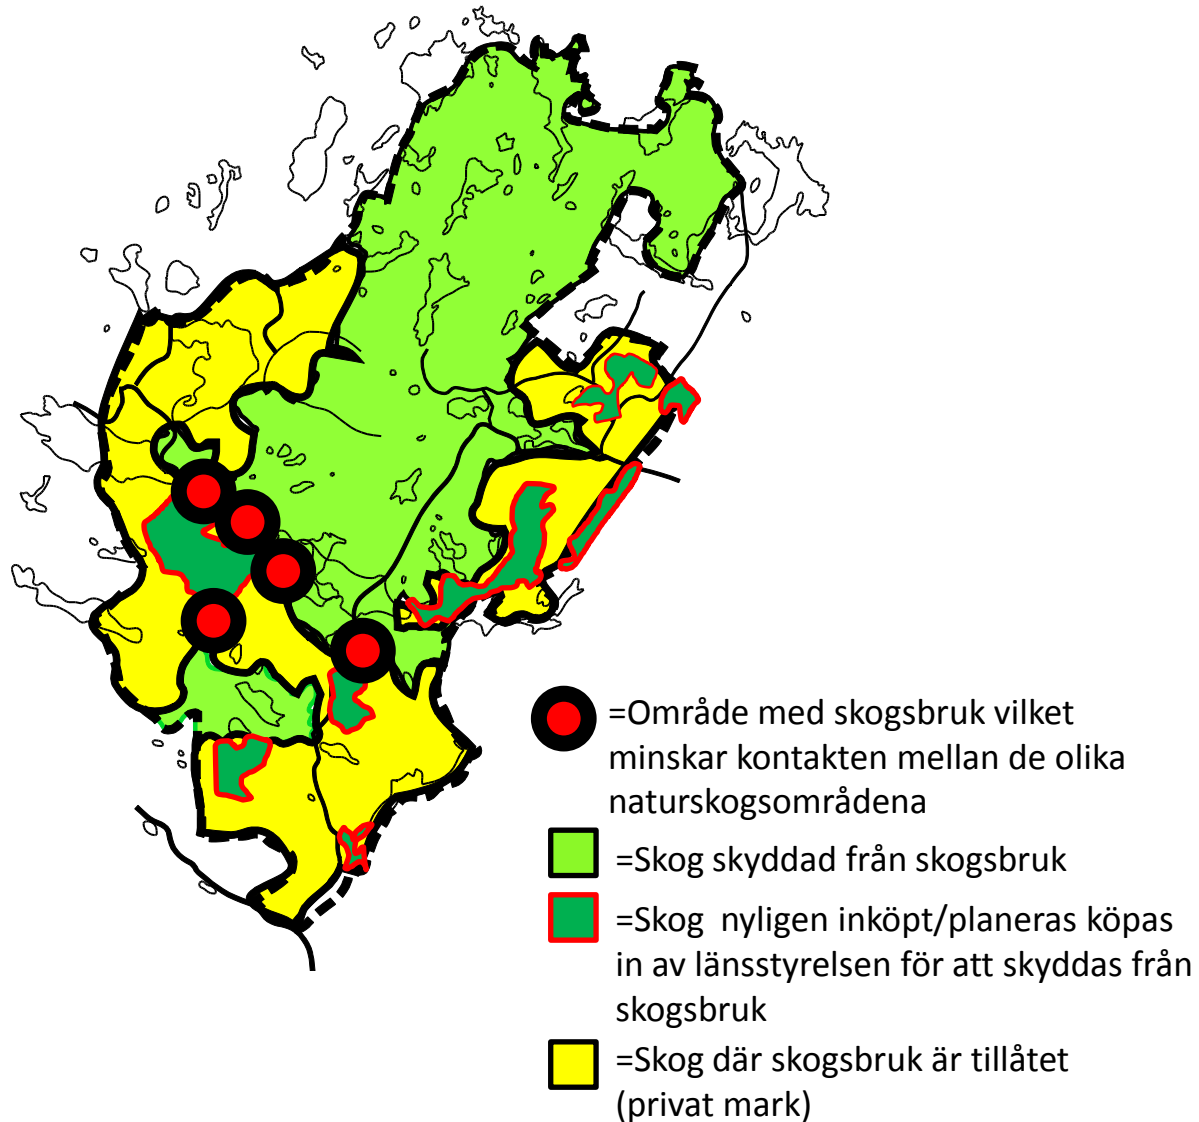 =Område med skogsbruk vilket
minskar kontakten mellan de olika
naturskogsområdena
=Skog skyddad från skogsbruk
=Skog nyligen inköpt/planeras köpas
in av länsstyrelsen för att skyddas från
skogsbruk
=Skog där skogsbruk är tillåtet
(privat mark)